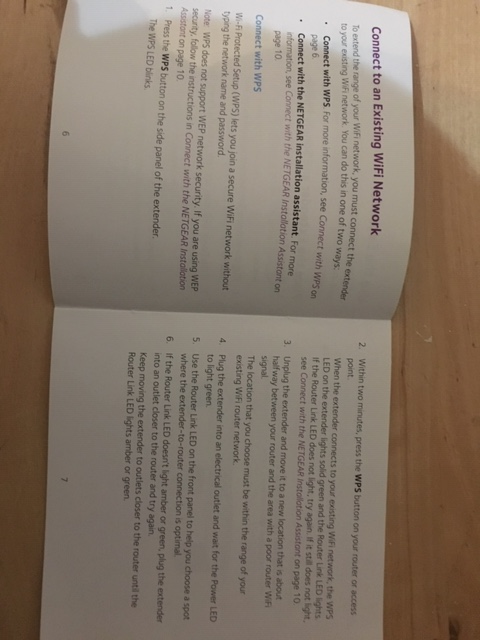 Connect to an Existing WiFi Network
To extend the range of your WiFi network, you must connect the extender
to your existing WiFi network. You can do this in one of two ways:
• Connect with WPS. For more information, see Connect with WPS on
page 6.
• Connect with the NETGEAR installation assistant. For more
information, see Connect with the NETGEAR Installation Assistant on
page 10.
Connect with WPS
Wi-Fi Protected Setup (WPS) lets you join a secure WiFi network without
typing the network name and password.
Note: WPS does not support WEP network security. If you are using WEP
security, follow the instructions in Connect with the NETGEAR Installation
Assistant on page 10.
1. Press the WPS button on the side panel of the extender.
The WPS LED blinks.
6
2. Within two minutes, press the WPS button on your router or access
point.
When the extender connects to your existing WiFi network, the WPS
LED on the extender lights solid green and the Router Link LED lights.
If the Router Link LED does not light, try again. If it still does not light,
see Connect with the NETGEAR Installation Assistant on page 10.
3. Unplug the extender and move it to a new location that is about
halfway between your router and the area with a poor router WiFi
signal.
The location that you choose must be within the range of your
existing WiFi router network.
4. Plug the extender into an electrical outlet and wait for the Power LED
to light green.
5. Use the Router Link LED on the front panel to help you choose a spot
where the extender-to-router connection is optimal.
6. If the Router Link LED doesn't light amber or green, plug the extender
into an outlet closer to the router and try again.
Keep moving the extender to outlets closer to the router until the
Router Link LED lights amber or green.
7